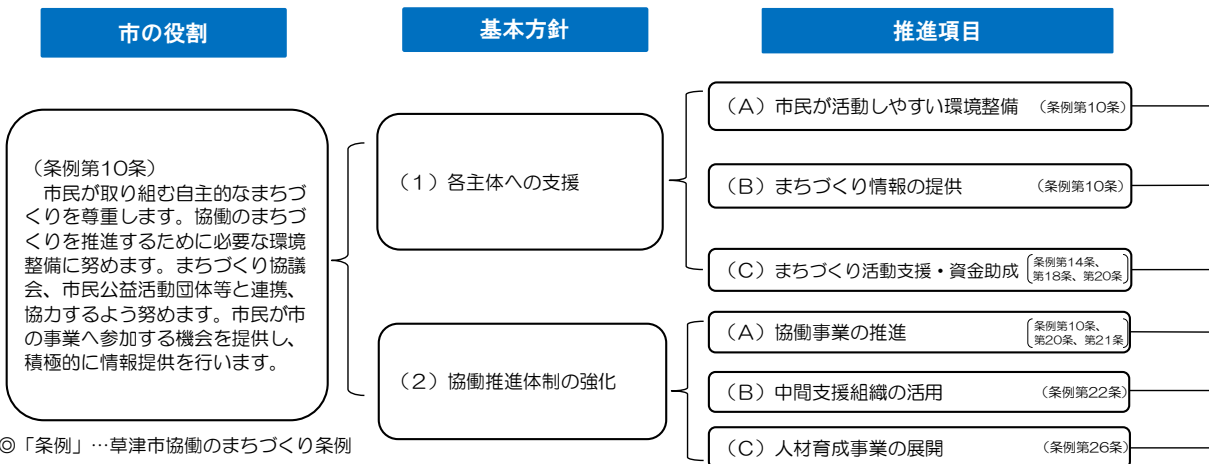 市の役割
基本方針
推進項目
（条例第10条）
市民が取り組む自主的なまちづ
くりを尊重します。協働のまちづ
くりを推進するために必要な環境
整備に努めます。まちづくり協議
会、市民公益活動団体等と連携、
協力するよう努めます。市民が市
の事業へ参加する機会を提供し、
積極的に情報提供を行います。
◎「条例」…草津市協働のまちづくり条例
（1）各主体への支援
（2）協働推進体制の強化
（A）市民が活動しやすい環境整備 （条例第10条）
（B）まちづくり情報の提供 （条例第10条）
（C）まちづくり活動支援・資金助成
条例第14条、
第18条、第20条
（A）協働事業の推進
条例第10条、
第20条、第21条
（B）中間支援組織の活用 （条例第22条）
（C）人材育成事業の展開 （条例第26条）